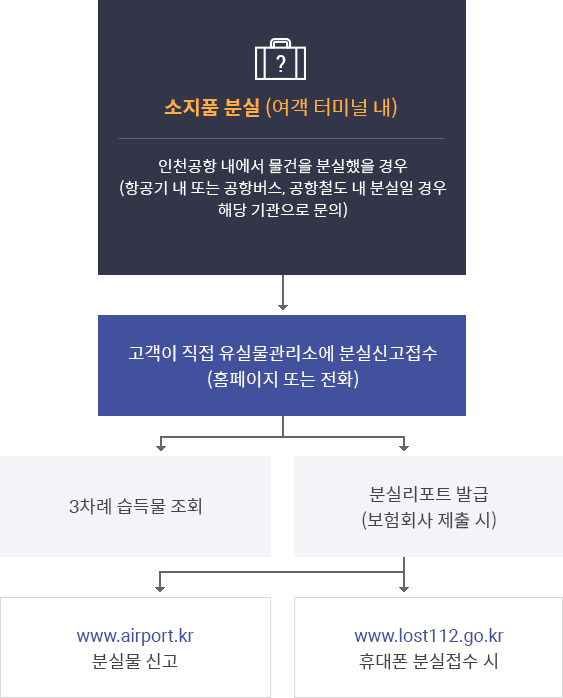 ?
소지품 분실 (여객 터미널 내)
인천공항 내에서 물건을 분실했을 경우
(항공기 내 또는 공항버스, 공항철도 내 분실일 경우
해당 기관으로 문의)
고객이 직접 유실물관리소에 분실신고접수
(홈페이지 또는 전화)
3차례 습득물 조회
분실리포트 발급
(보험회사 제출 시)
www.airport.kr
분실물 신고
www.lost112.go.kr
휴대폰 분실접수 시